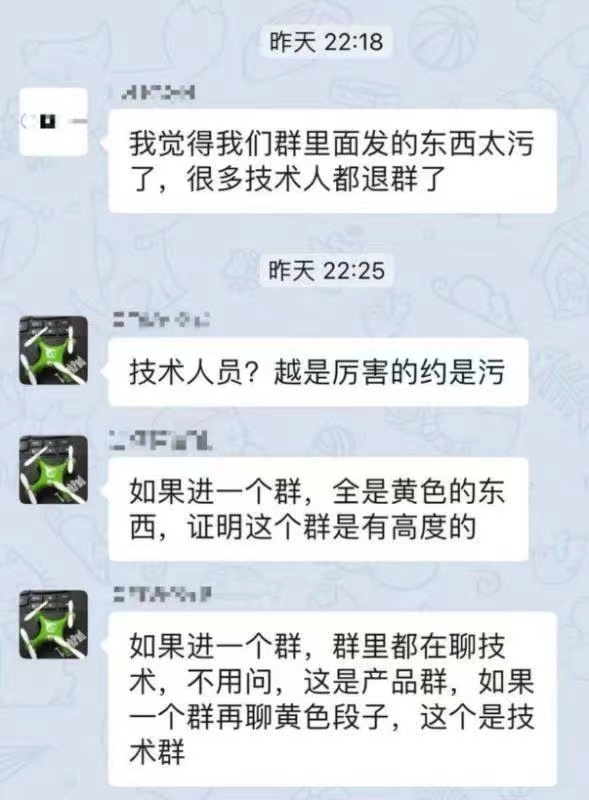 昨天 22:18
我觉得我们群里面发的东西太污
了，很多技术人都退群了
昨天 22:25
技术人员？越是厉害的约是污
如果进一个群，全是黄色的东
西，证明这个群是有高度的
如果进一个群，群里都在聊技
术，不用问，这是产品群，如果
一个群再聊黄色段子，这个是技
术群